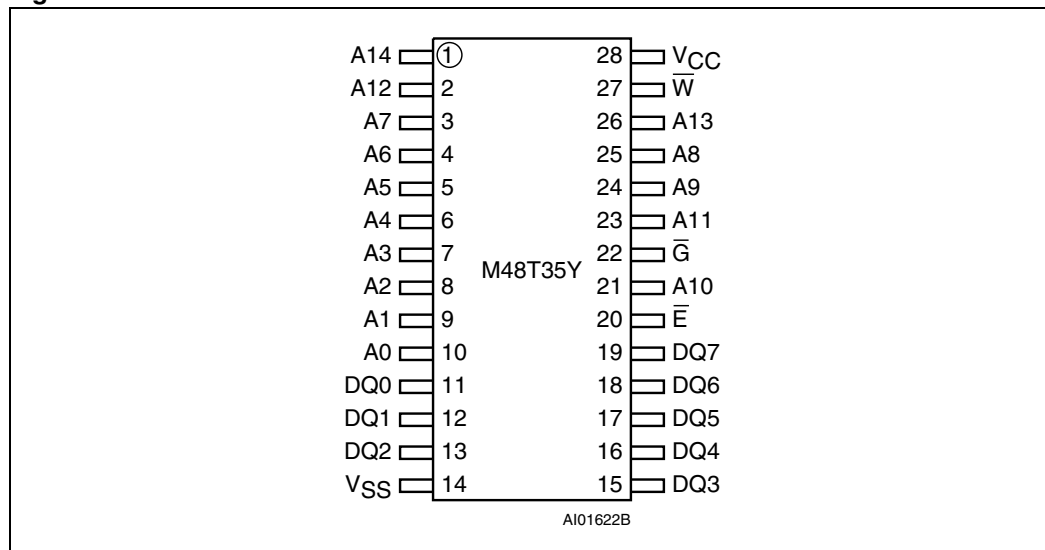 A14 1 28 VCC
A12 2 27 W̅
A7 3 26 A13
A6 4 25 A8
A5 5 24 A9
A4 6 23 A11
A3 7 22 G̅
M48T35Y
A2 8 21 A10
A1 9 20 E̅
A0 10 19 DQ7
DQ0 11 18 DQ6
DQ1 12 17 DQ5
DQ2 13 16 DQ4
VSS 14 15 DQ3
AI01622B